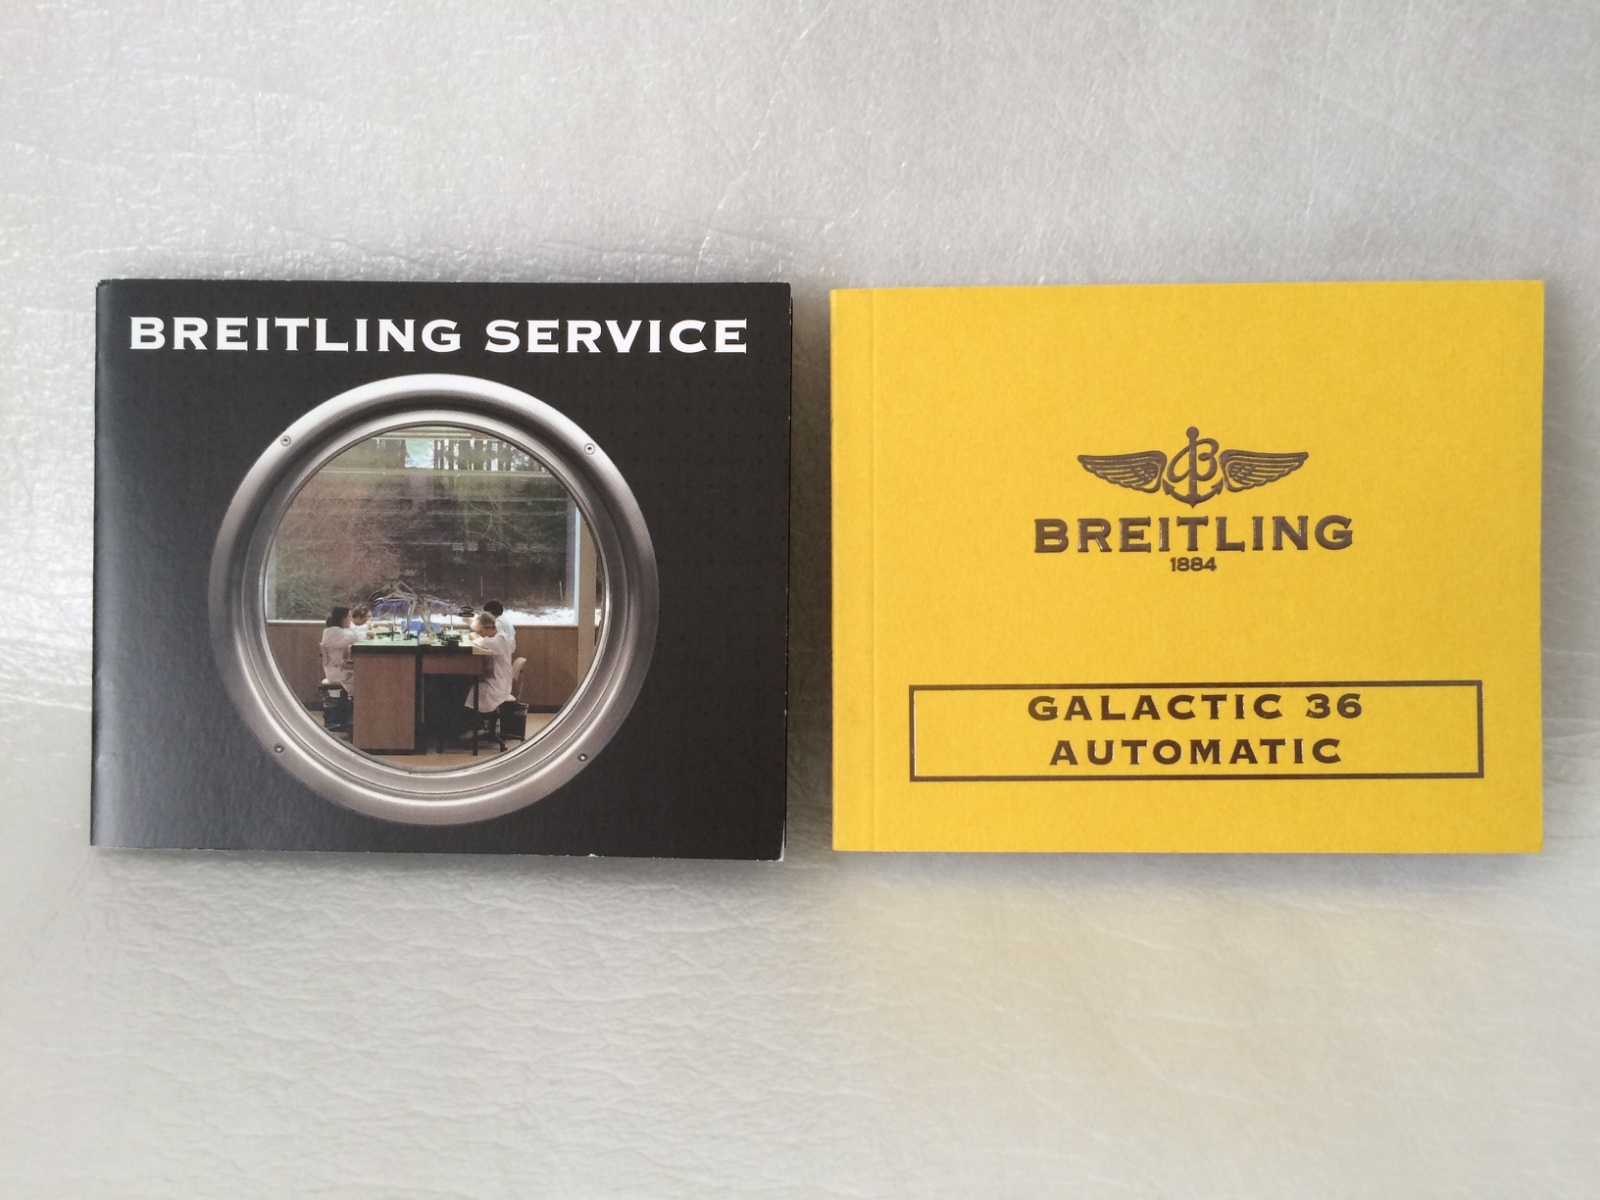 BREITLING SERVICE
BREITLING
1884
GALACTIC 36
AUTOMATIC